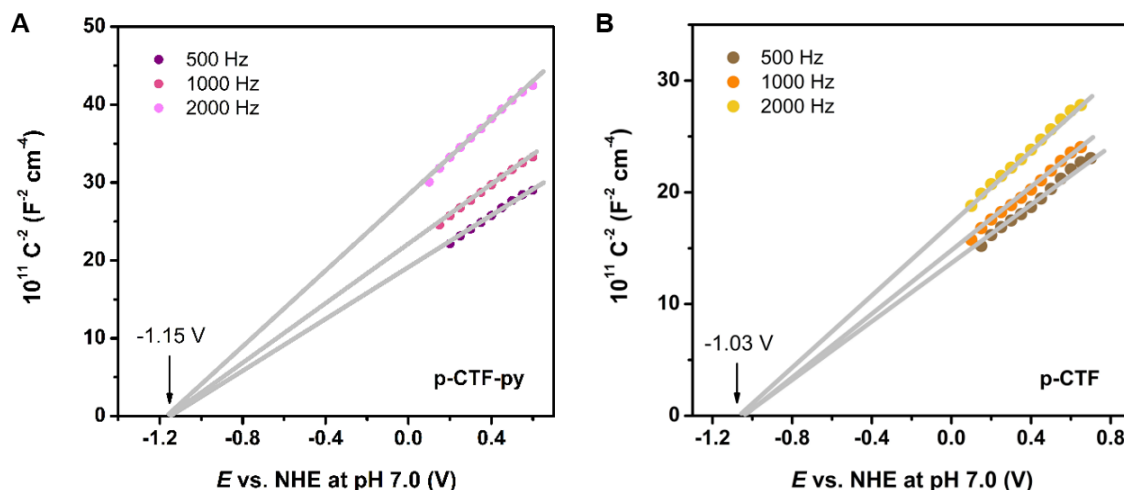 A
10¹¹ C⁻² (F⁻² cm⁻⁴)
50
40
30
20
10
0
500 Hz
1000 Hz
2000 Hz
-1.15 V
p-CTF-py
-1.2 -0.8 -0.4 0.0 0.4
E vs. NHE at pH 7.0 (V)
B
10¹¹ C⁻² (F⁻² cm⁻⁴)
30
20
10
0
500 Hz
1000 Hz
2000 Hz
-1.03 V
p-CTF
-1.2 -0.8 -0.4 0.0 0.4 0.8
E vs. NHE at pH 7.0 (V)